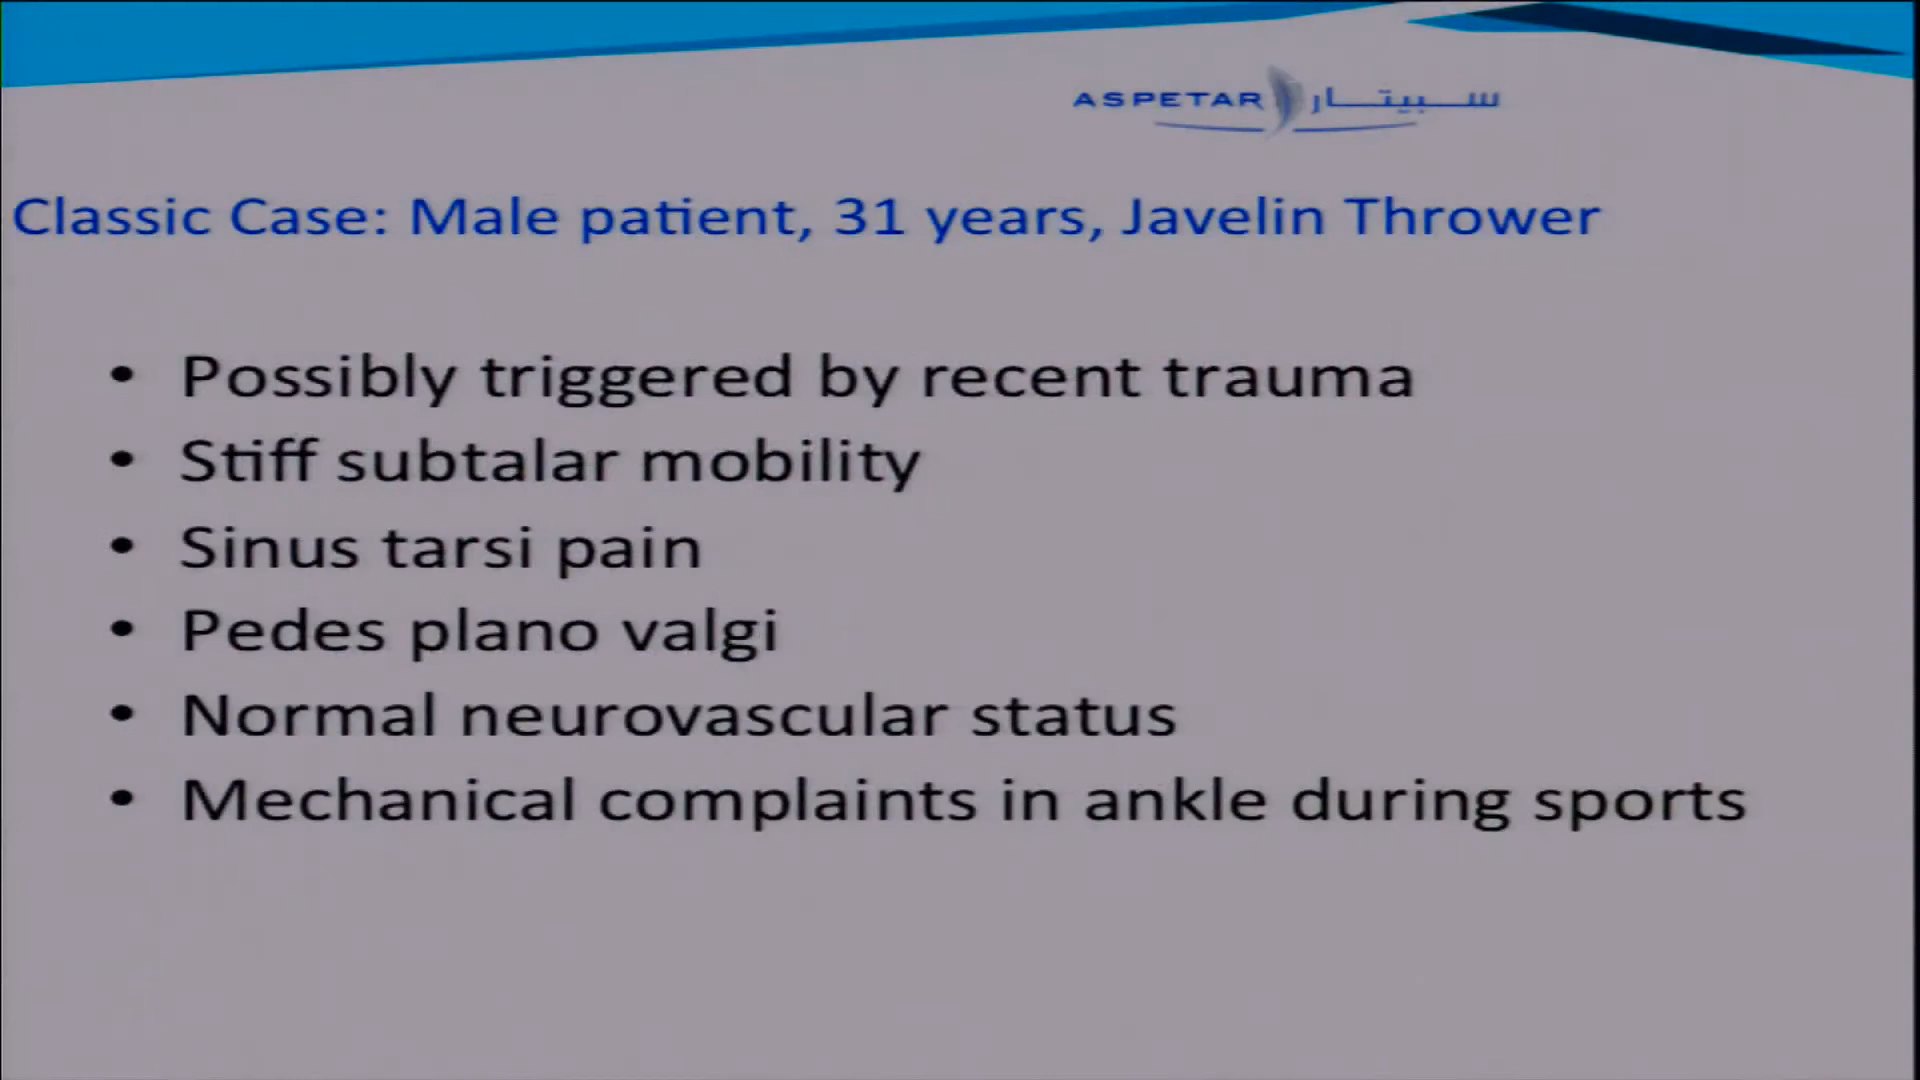 ASPETAR سبيتار
Classic Case: Male patient, 31 years, Javelin Thrower
• Possibly triggered by recent trauma
• Stiff subtalar mobility
• Sinus tarsi pain
• Pedes plano valgi
• Normal neurovascular status
• Mechanical complaints in ankle during sports